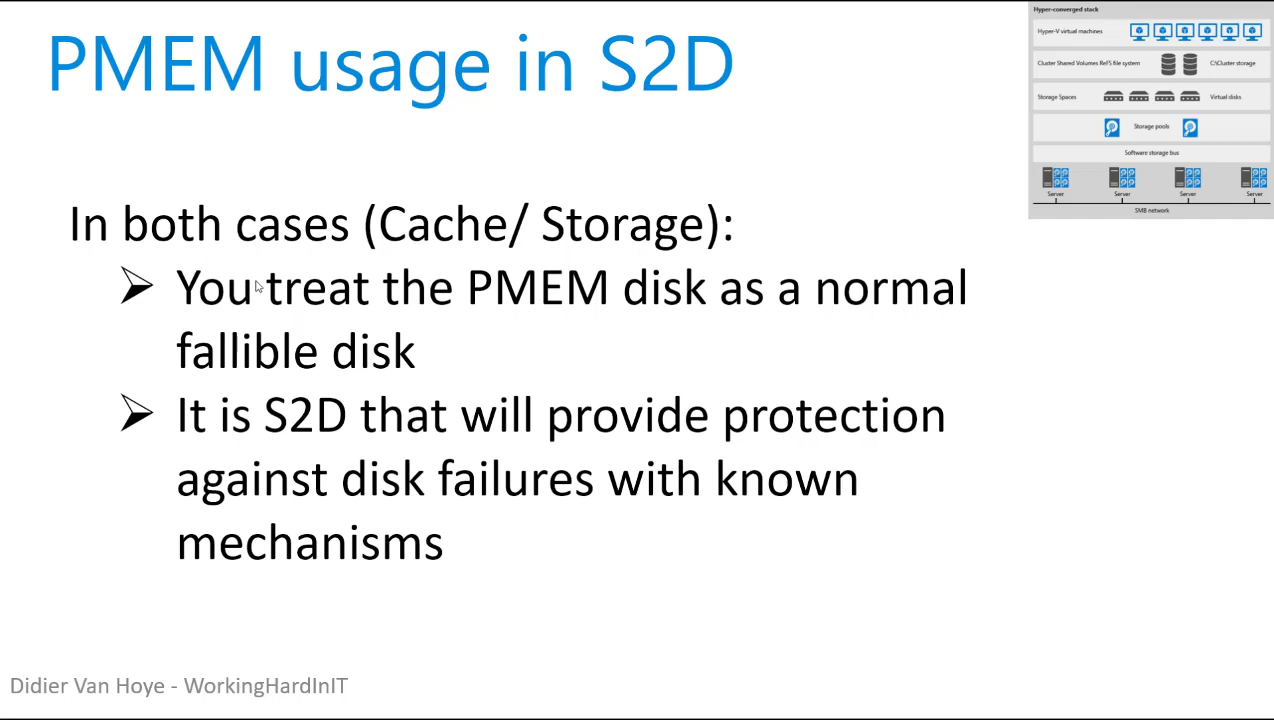 PMEM usage in S2D
Hyper-converged stack
Hyper-V virtual machines
Cluster Shared Volumes ReFS file system
C:\Cluster storage
Storage Spaces
Virtual disks
Storage pools
Software storage bus
Server
Server
Server
Server
SMB network
In both cases (Cache/ Storage):
You treat the PMEM disk as a normal
fallible disk
It is S2D that will provide protection
against disk failures with known
mechanisms
Didier Van Hoye - WorkingHardInIT